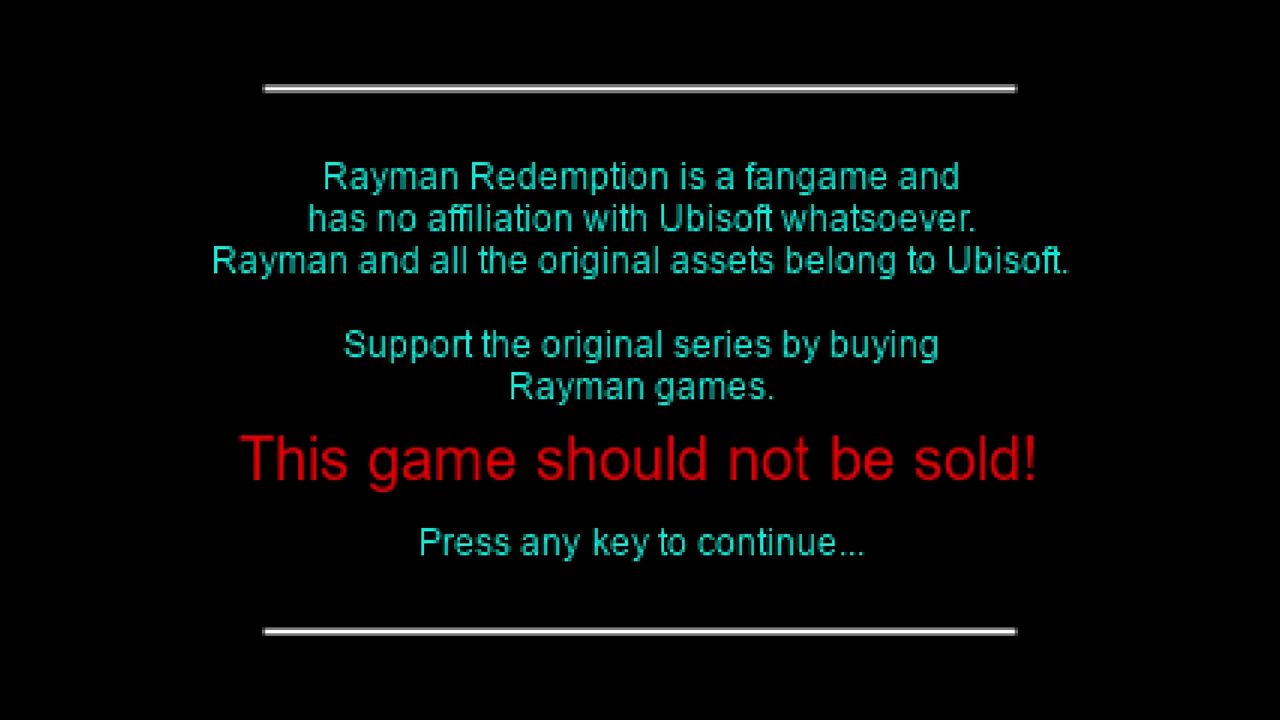 Rayman Redemption is a fangame and
has no affiliation with Ubisoft whatsoever.
Rayman and all the original assets belong to Ubisoft.
Support the original series by buying
Rayman games.
This game should not be sold!
Press any key to continue...